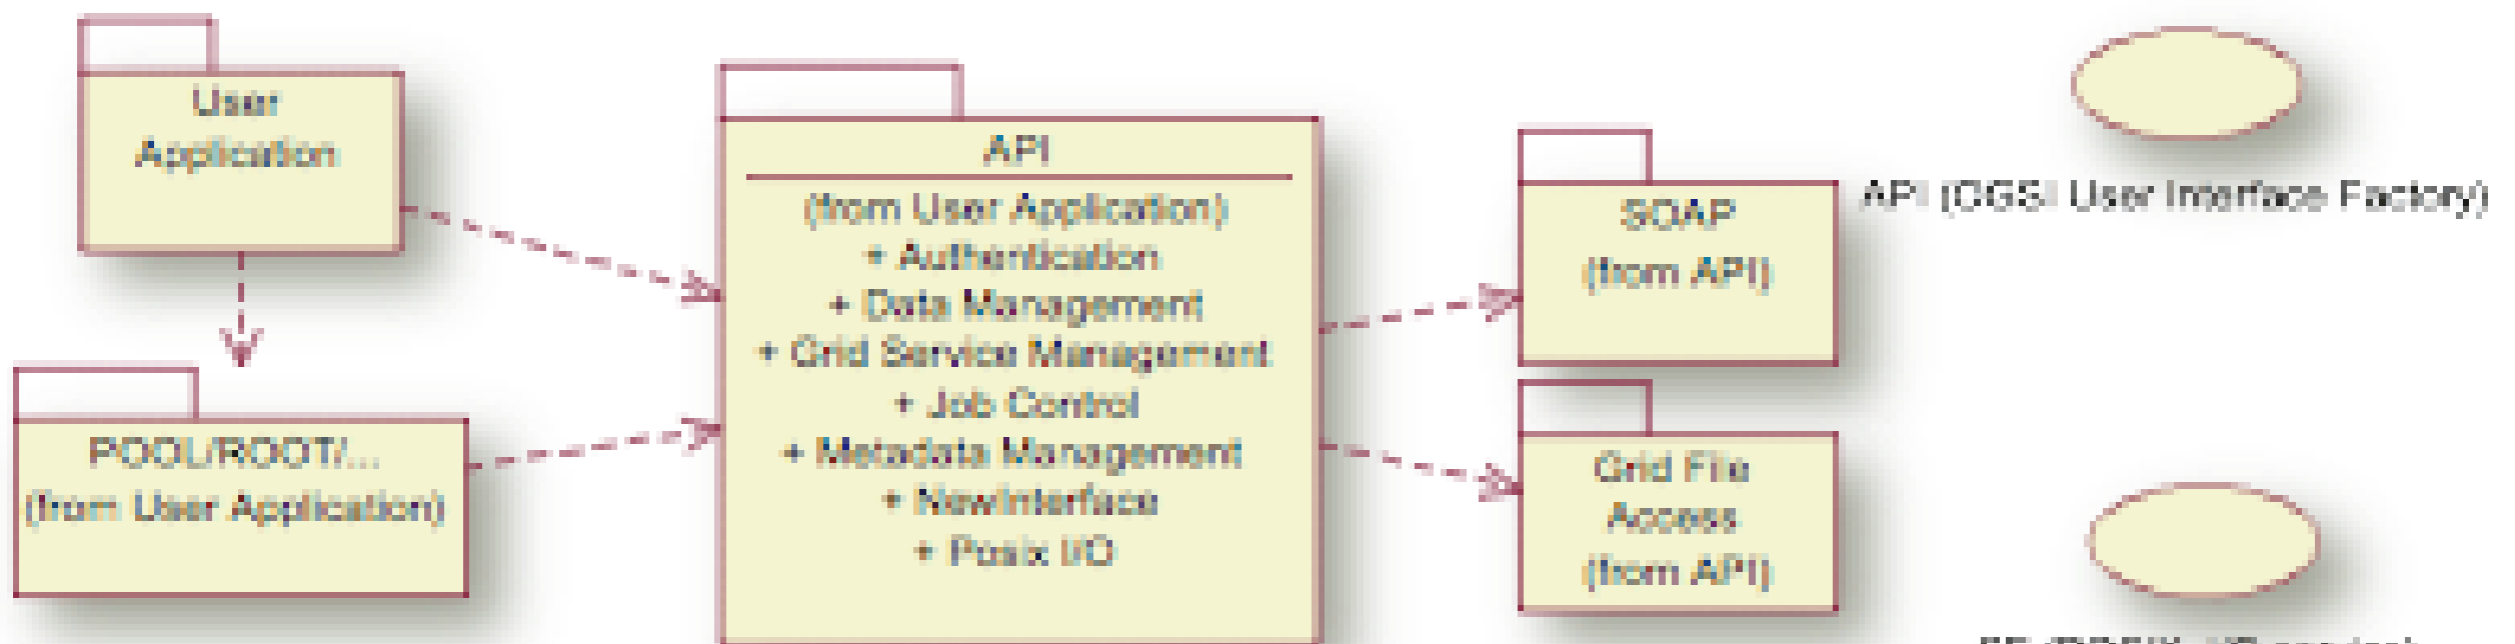 User
Application
API
(from User Application)
+ Authentication
+ Data Management
+ Grid Service Management
+ Job Control
+ Metadata Management
+ NewInterface
+ Posix I/O
POOL/ROOT/...
(from User Application)
SOAP
(from API)
Grid File
Access
(from API)
API (OGSI User Interface Factory)